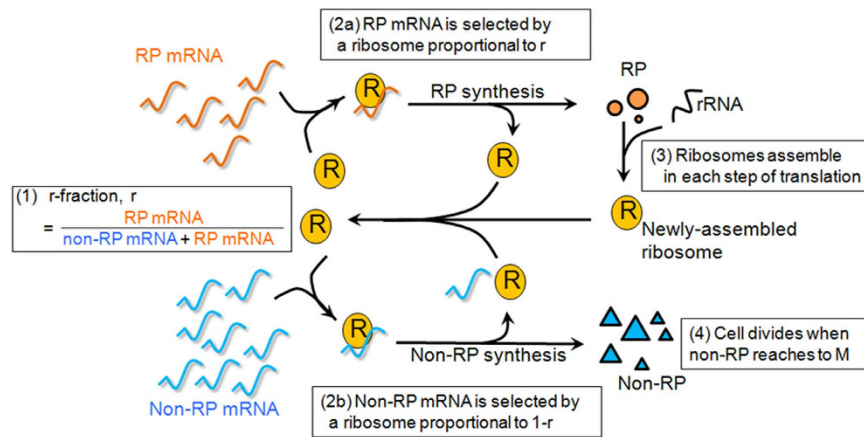 (2a) RP mRNA is selected by
a ribosome proportional to r
RP mRNA
RP
R
RP synthesis
rRNA
R
R
(3) Ribosomes assemble
in each step of translation
(1) r-fraction, r
= RP mRNA
non-RP mRNA + RP mRNA
R
R
Newly-assembled
ribosome
R
R
(4) Cell divides when
non-RP reaches to M
Non-RP synthesis
Non-RP
Non-RP mRNA
(2b) Non-RP mRNA is selected by
a ribosome proportional to 1-r